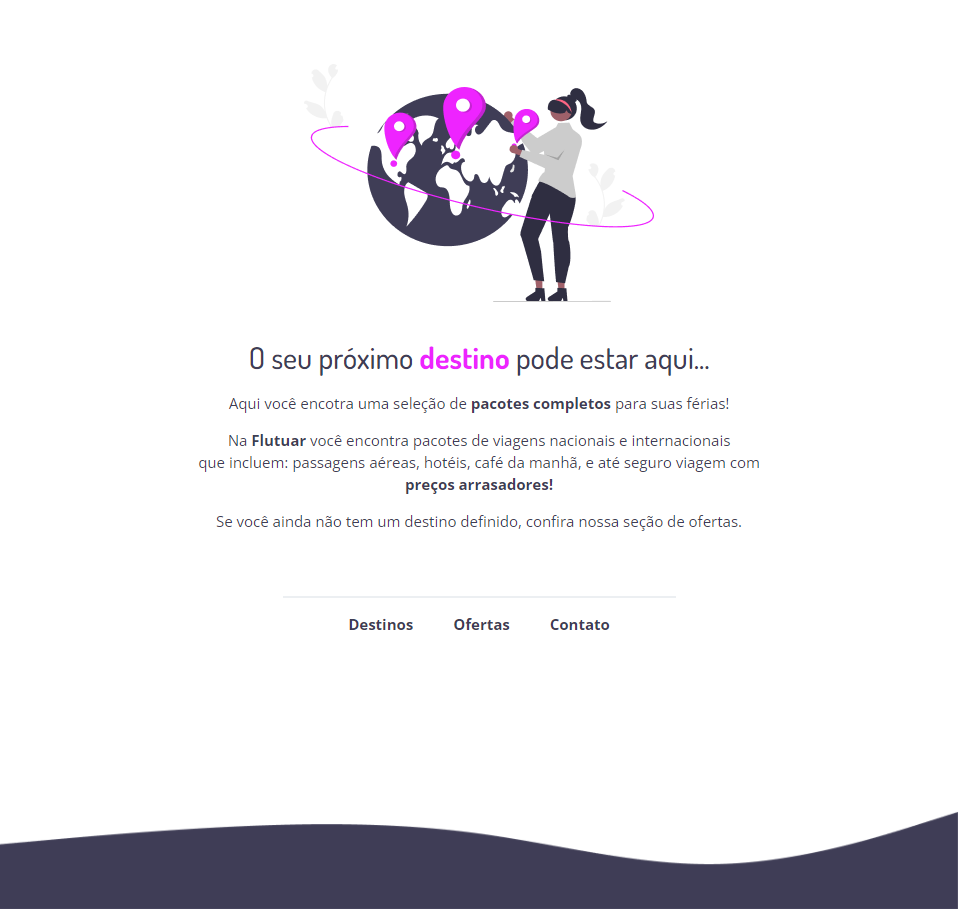 O seu próximo destino pode estar aqui...
Aqui você encotra uma seleção de pacotes completos para suas férias!
Na Flutuar você encontra pacotes de viagens nacionais e internacionais
que incluem: passagens aéreas, hotéis, café da manhã, e até seguro viagem com
preços arrasadores!
Se você ainda não tem um destino definido, confira nossa seção de ofertas.
Destinos Ofertas Contato